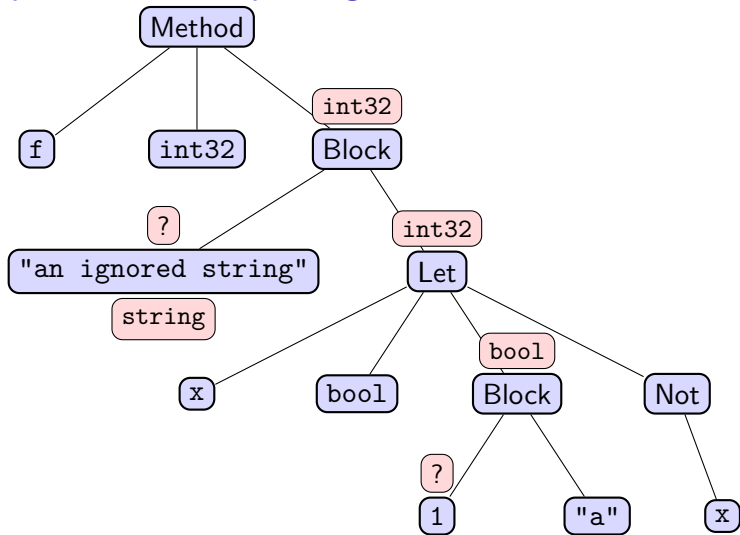 Method
int32
f
int32
Block
?
int32
"an ignored string"
Let
string
bool
x
bool
Block
Not
?
1
"a"
x